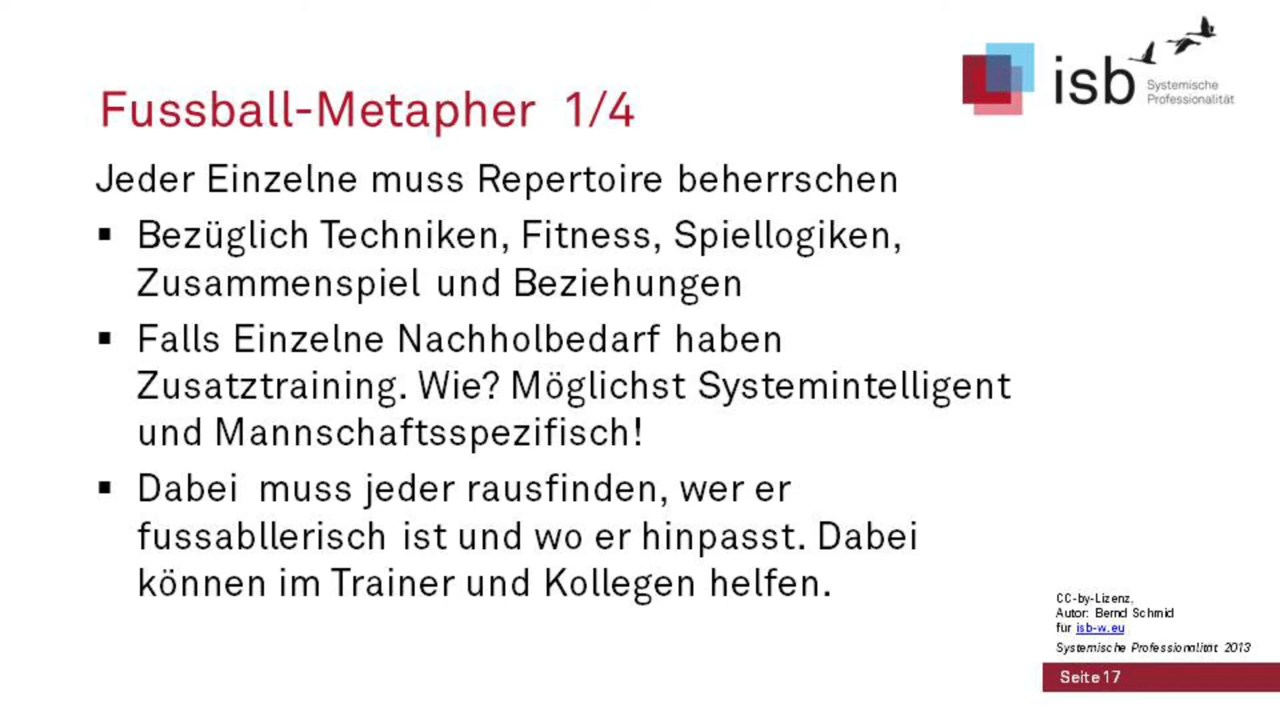 isb Systemische
Professionalität
Fussball-Metapher 1/4
Jeder Einzelne muss Repertoire beherrschen
▪ Bezüglich Techniken, Fitness, Spiellogiken,
Zusammenspiel und Beziehungen
▪ Falls Einzelne Nachholbedarf haben
Zusatztraining. Wie? Möglichst Systemintelligent
und Mannschaftsspezifisch!
▪ Dabei muss jeder rausfinden, wer er
fussabllerisch ist und wo er hinpasst. Dabei
können im Trainer und Kollegen helfen.
CC-by-Lizenz,
Autor: Bernd Schmid
für isb-w.eu
Systemische Professionalität 2013
Seite 17